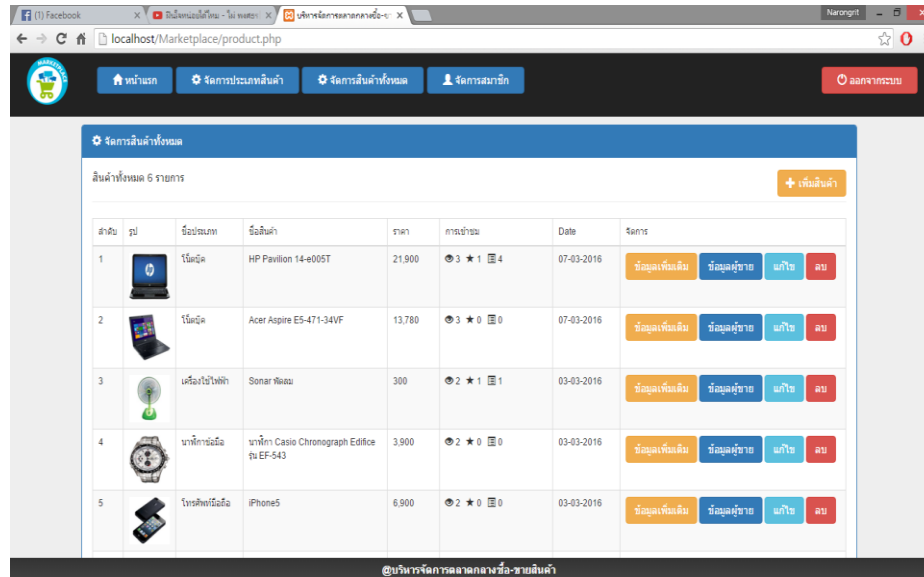 (1) Facebook
Narongrit
localhost/Marketplace/product.php
MARKETPLACE
หน้าแรก
จัดการประเภทสินค้า
จัดการสินค้าทั้งหมด
จัดการสมาชิก
ออกจากระบบ
จัดการสินค้าทั้งหมด
สินค้าทั้งหมด 6 รายการ
เพิ่มสินค้า
ลำดับ รูป ชื่อประเภท ชื่อสินค้า ราคา การเข้าชม Date จัดการ
1 โน๊ตบุ๊ค HP Pavilion 14-e005T 21,900 3 1 4 07-03-2016 ข้อมูลเพิ่มเติม ข้อมูลผู้ขาย แก้ไข ลบ
2 โน๊ตบุ๊ค Acer Aspire E5-471-34VF 13,780 3 0 0 07-03-2016 ข้อมูลเพิ่มเติม ข้อมูลผู้ขาย แก้ไข ลบ
3 เครื่องใช้ไฟฟ้า Sonar พัดลม 300 2 1 1 03-03-2016 ข้อมูลเพิ่มเติม ข้อมูลผู้ขาย แก้ไข ลบ
4 นาฬิกาข้อมือ นาฬิกา Casio Chronograph Edifice 3,900 2 0 0 03-03-2016 ข้อมูลเพิ่มเติม ข้อมูลผู้ขาย แก้ไข ลบ
รุ่น EF-543
5 โทรศัพท์มือถือ iPhone5 6,900 2 0 0 03-03-2016 ข้อมูลเพิ่มเติม ข้อมูลผู้ขาย แก้ไข ลบ
@บริหารจัดการตลาดกลางซื้อ-ขายสินค้า